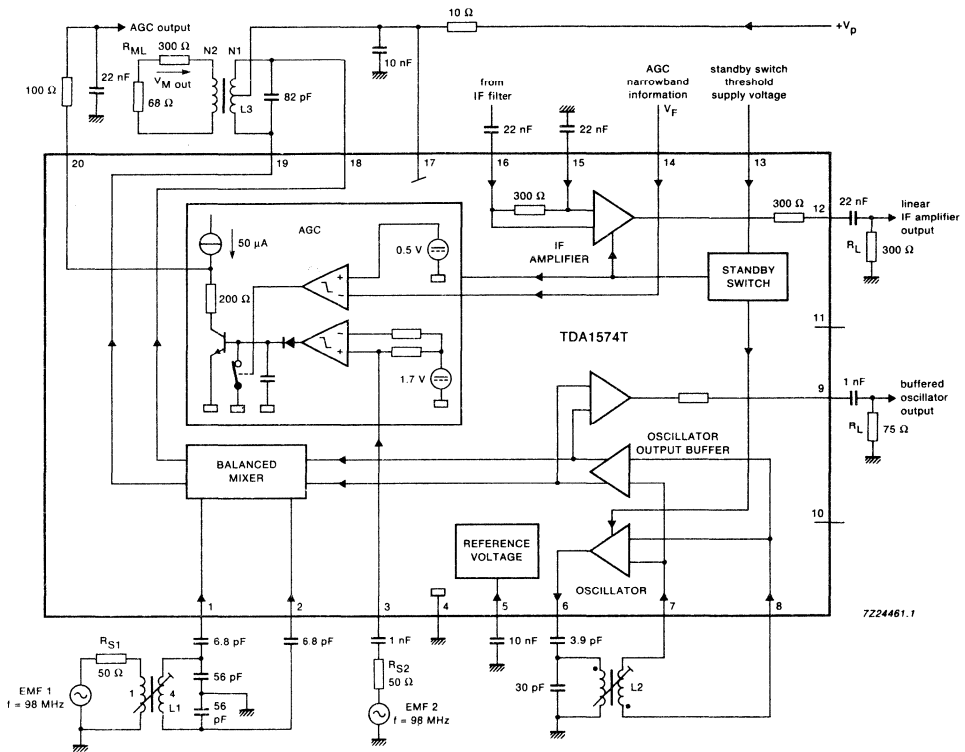 AGC output
10 Ω
+Vp
RML
300 Ω
N2
N1
22 nF
VM out
100 Ω
68 Ω
L3
82 pF
10 nF
from
IF filter
22 nF
22 nF
AGC
narrowband
information
VF
standby switch
threshold
supply voltage
20
19
18
17
16
15
14
13
50 µA
AGC
0.5 V
200 Ω
+
−
−
+
1.7 V
300 Ω
IF
AMPLIFIER
300 Ω
12
22 nF
linear
IF amplifier
output
RL
300 Ω
STANDBY
SWITCH
11
TDA1574T
9
1 nF
buffered
oscillator
output
RL
75 Ω
OSCILLATOR
OUTPUT BUFFER
BALANCED
MIXER
10
REFERENCE
VOLTAGE
OSCILLATOR
1
2
3
4
5
6
7
8
7Z24461.1
6.8 pF
6.8 pF
1 nF
10 nF
3.9 pF
RS1
50 Ω
56 pF
RS2
50 Ω
30 pF
L2
EMF 1
f = 98 MHz
1
4
L1
56
pF
EMF 2
f = 98 MHz